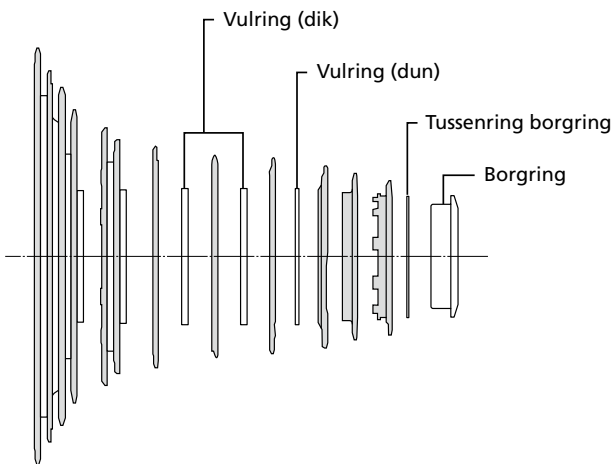 Vulring (dik)
Vulring (dun)
Tussenring borgring
Borgring